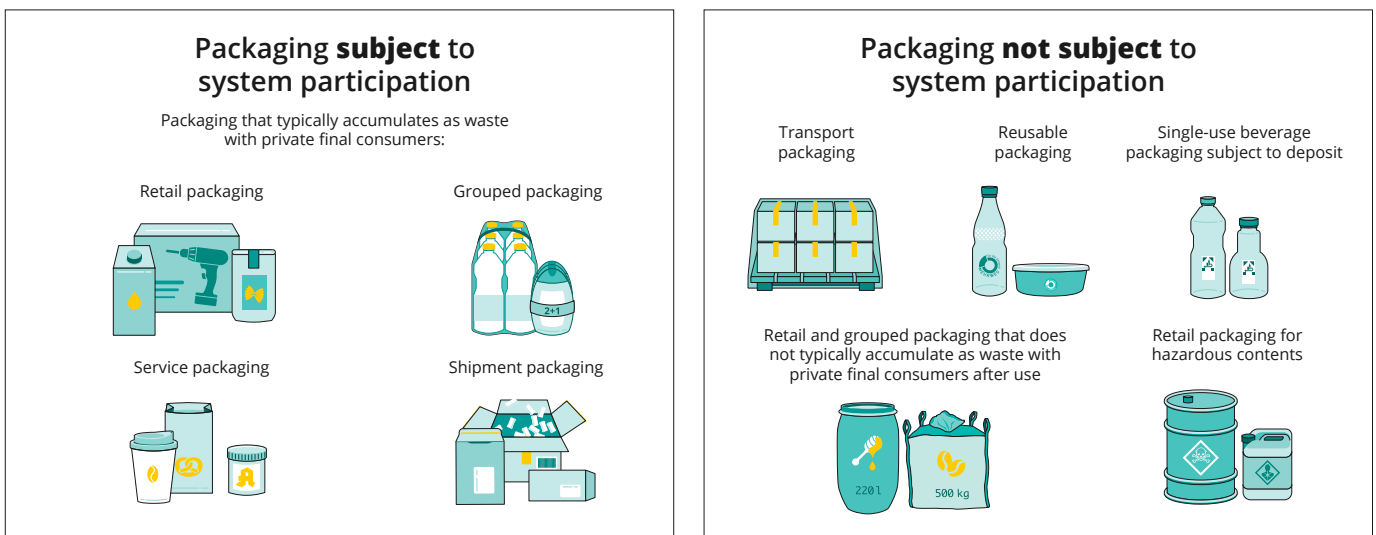 Packaging subject to
system participation
Packaging that typically accumulates as waste
with private final consumers:
Retail packaging
Grouped packaging
2+1
Service packaging
Shipment packaging
Packaging not subject to
system participation
Transport
packaging
Reusable
packaging
Single-use beverage
packaging subject to deposit
Retail and grouped packaging that does
not typically accumulate as waste with
private final consumers after use
220 l
500 kg
Retail packaging for
hazardous contents